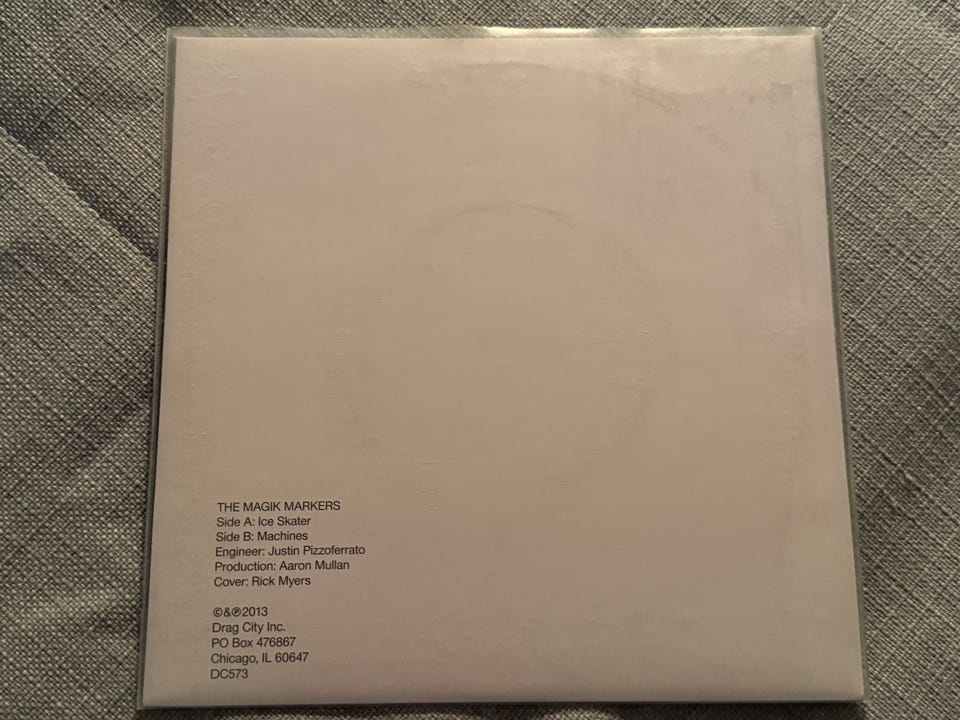 THE MAGIK MARKERS
Side A: Ice Skater
Side B: Machines
Engineer: Justin Pizzoferrato
Production: Aaron Mullan
Cover: Rick Myers
©&℗2013
Drag City Inc.
PO Box 476867
Chicago, IL 60647
DC573